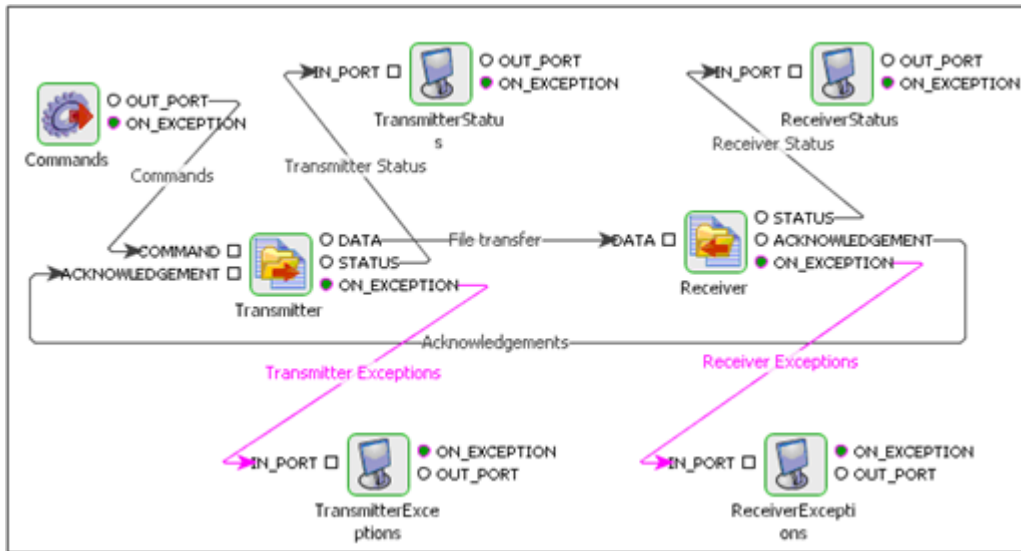 IN_PORT
OUT_PORT
ON_EXCEPTION
TransmitterStatu
s
IN_PORT
OUT_PORT
ON_EXCEPTION
ReceiverStatus
OUT_PORT
ON_EXCEPTION
Commands
Commands
Transmitter Status
Receiver Status
COMMAND
ACKNOWLEDGEMENT
DATA
STATUS
ON_EXCEPTION
Transmitter
File transfer
DATA
STATUS
ACKNOWLEDGEMENT
ON_EXCEPTION
Receiver
Acknowledgements
Transmitter Exceptions
Receiver Exceptions
IN_PORT
ON_EXCEPTION
OUT_PORT
TransmitterExce
ptions
IN_PORT
ON_EXCEPTION
OUT_PORT
ReceiverExcepti
ons